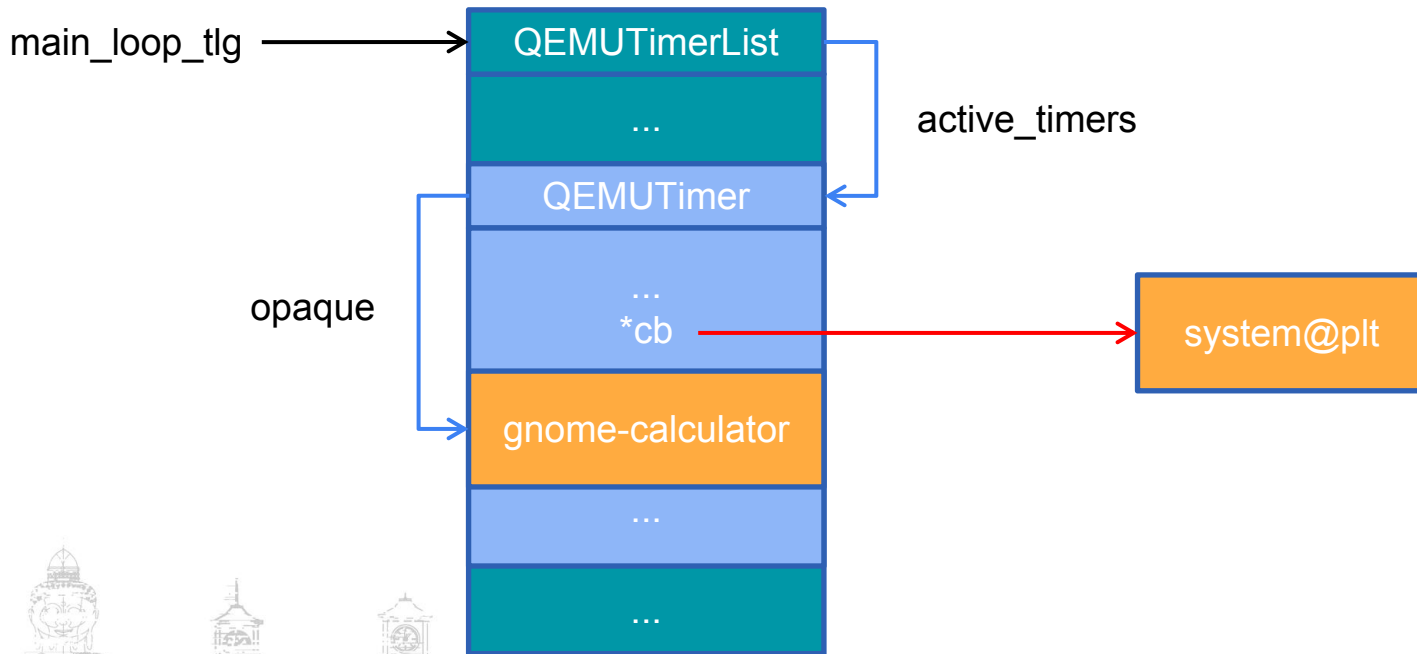 main_loop_tlg
QEMUTimerList
...
active_timers
QEMUTimer
opaque
...
*cb
system@plt
gnome-calculator
...
...